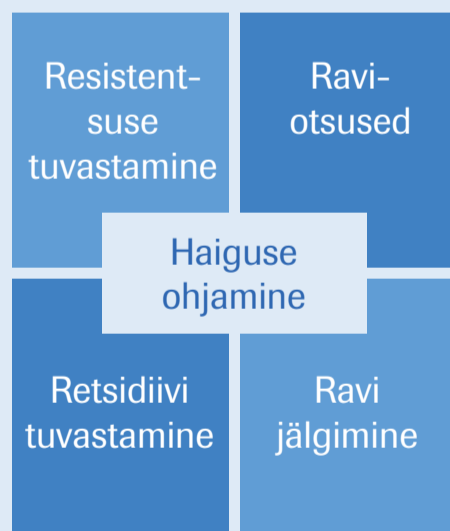 Resistent-
suse
tuvastamine
Ravi-
otsused
Haiguse
ohjamine
Retsidiivi
tuvastamine
Ravi
jälgimine